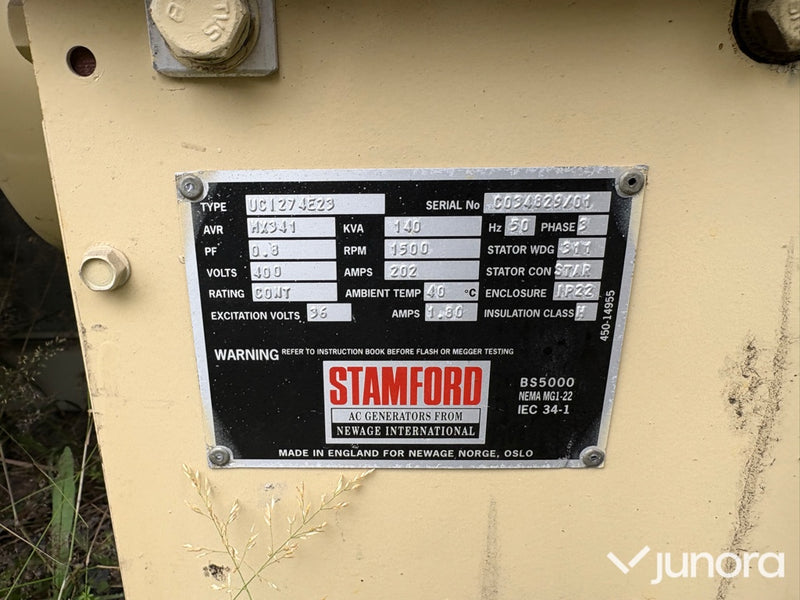 TYPE UCI274E23 SERIAL No C034829/01
AVR MX341 KVA 140 Hz 50 PHASE 3
PF 0.8 RPM 1500 STATOR WDG 311
VOLTS 400 AMPS 202 STATOR CON STAR
RATING CONT AMBIENT TEMP 40 °C ENCLOSURE IP22
EXCITATION VOLTS 36 AMPS 1.80 INSULATION CLASS H
450-14955
WARNING REFER TO INSTRUCTION BOOK BEFORE FLASH OR MEGGER TESTING
STAMFORD
AC GENERATORS FROM
NEWAGE INTERNATIONAL
BS5000
NEMA MG1-22
IEC 34-1
MADE IN ENGLAND FOR NEWAGE NORGE, OSLO
junora